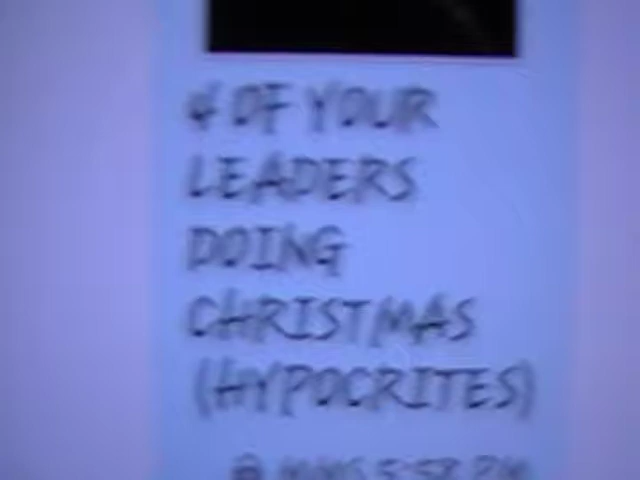 4 OF YOUR
LEADERS
DOING
CHRISTMAS
(HYPOCRITES)